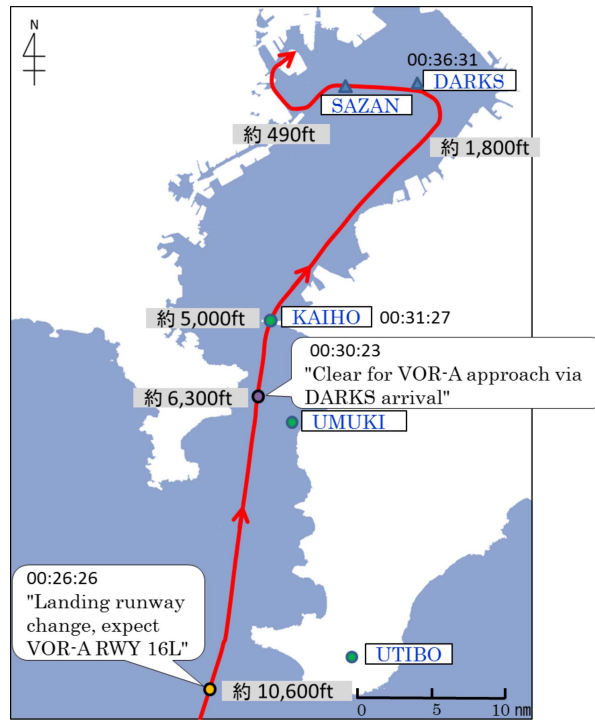 N
00:36:31
DARKS
SAZAN
約 490ft
約 1,800ft
約 5,000ft
KAIHO
00:31:27
00:30:23
"Clear for VOR-A approach via
DARKS arrival"
約 6,300ft
UMUKI
00:26:26
"Landing runway
change, expect
VOR-A RWY 16L"
UTIBO
約 10,600ft
0 5 10 nm